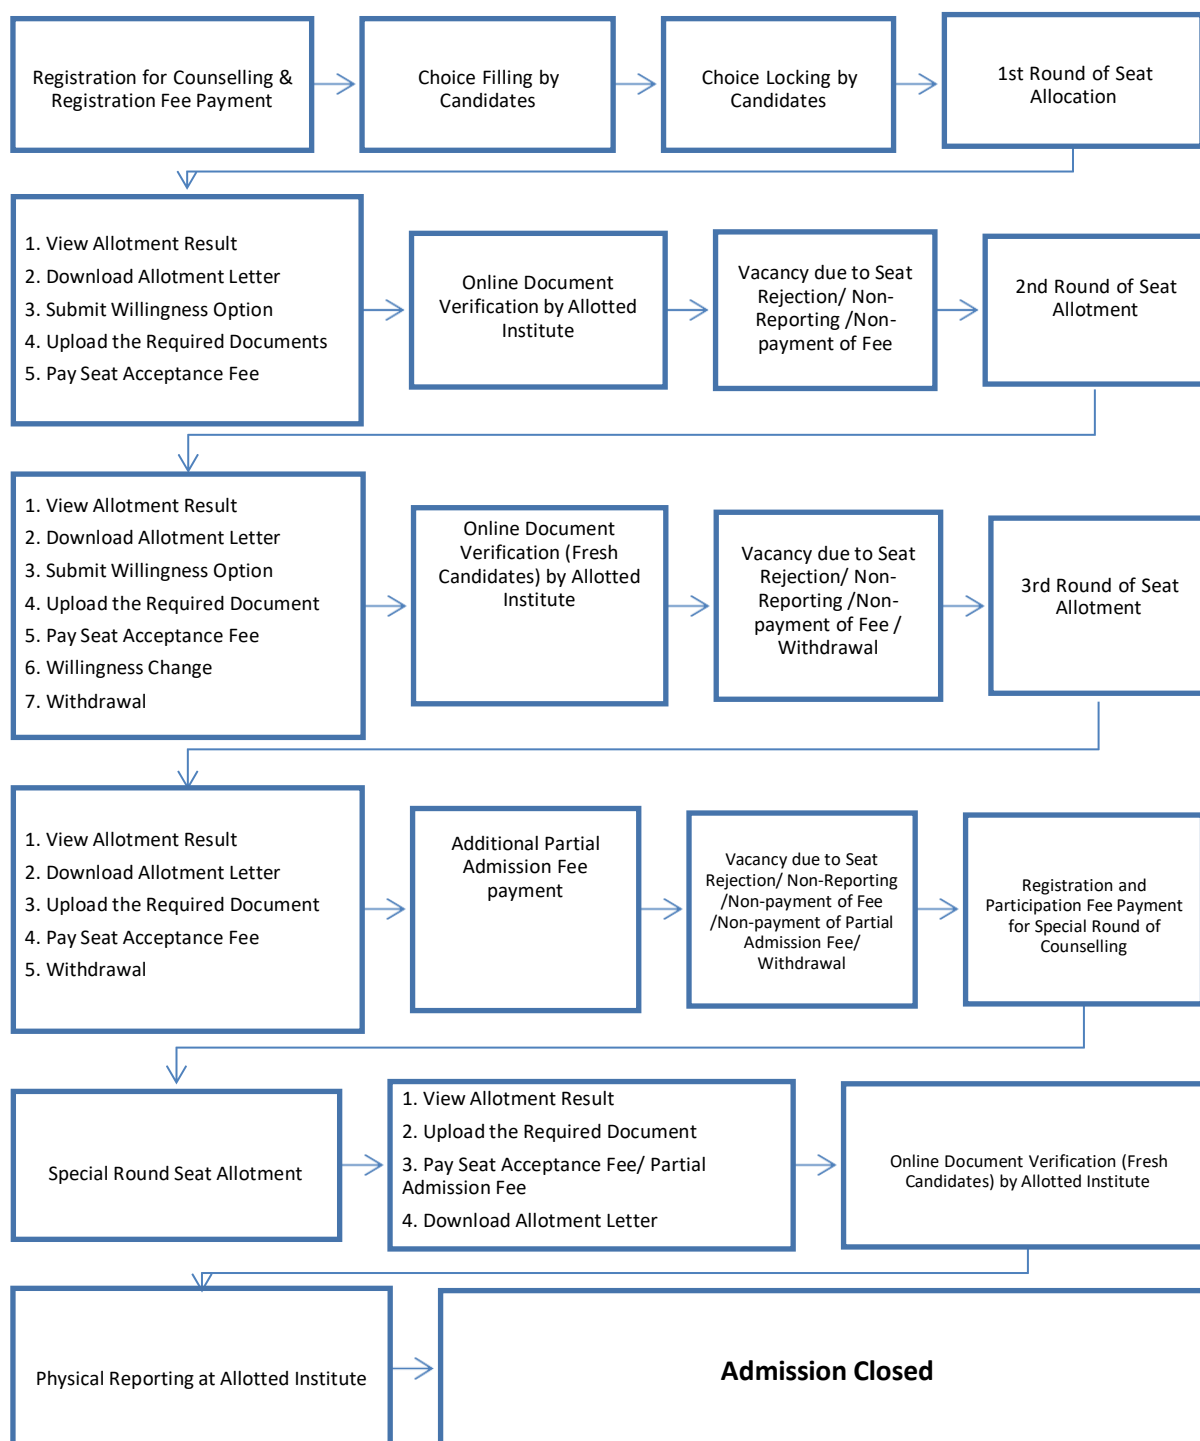 Registration for Counselling &
Registration Fee Payment
Choice Filling by
Candidates
Choice Locking by
Candidates
1st Round of Seat
Allocation
1. View Allotment Result
2. Download Allotment Letter
3. Submit Willingness Option
4. Upload the Required Documents
5. Pay Seat Acceptance Fee
Online Document
Verification by Allotted
Institute
Vacancy due to Seat
Rejection/ Non-
Reporting /Non-
payment of Fee
2nd Round of Seat
Allotment
1. View Allotment Result
2. Download Allotment Letter
3. Submit Willingness Option
4. Upload the Required Document
5. Pay Seat Acceptance Fee
6. Willingness Change
7. Withdrawal
Online Document
Verification (Fresh
Candidates) by Allotted
Institute
Vacancy due to Seat
Rejection/ Non-
Reporting /Non-
payment of Fee /
Withdrawal
3rd Round of Seat
Allotment
1. View Allotment Result
2. Download Allotment Letter
3. Upload the Required Document
4. Pay Seat Acceptance Fee
5. Withdrawal
Additional Partial
Admission Fee
payment
Vacancy due to Seat
Rejection/ Non-Reporting
/Non-payment of Fee
/Non-payment of Partial
Admission Fee/
Withdrawal
Registration and
Participation Fee Payment
for Special Round of
Counselling
Special Round Seat Allotment
1. View Allotment Result
2. Upload the Required Document
3. Pay Seat Acceptance Fee/ Partial
Admission Fee
4. Download Allotment Letter
Online Document Verification (Fresh
Candidates) by Allotted Institute
Physical Reporting at Allotted Institute
Admission Closed